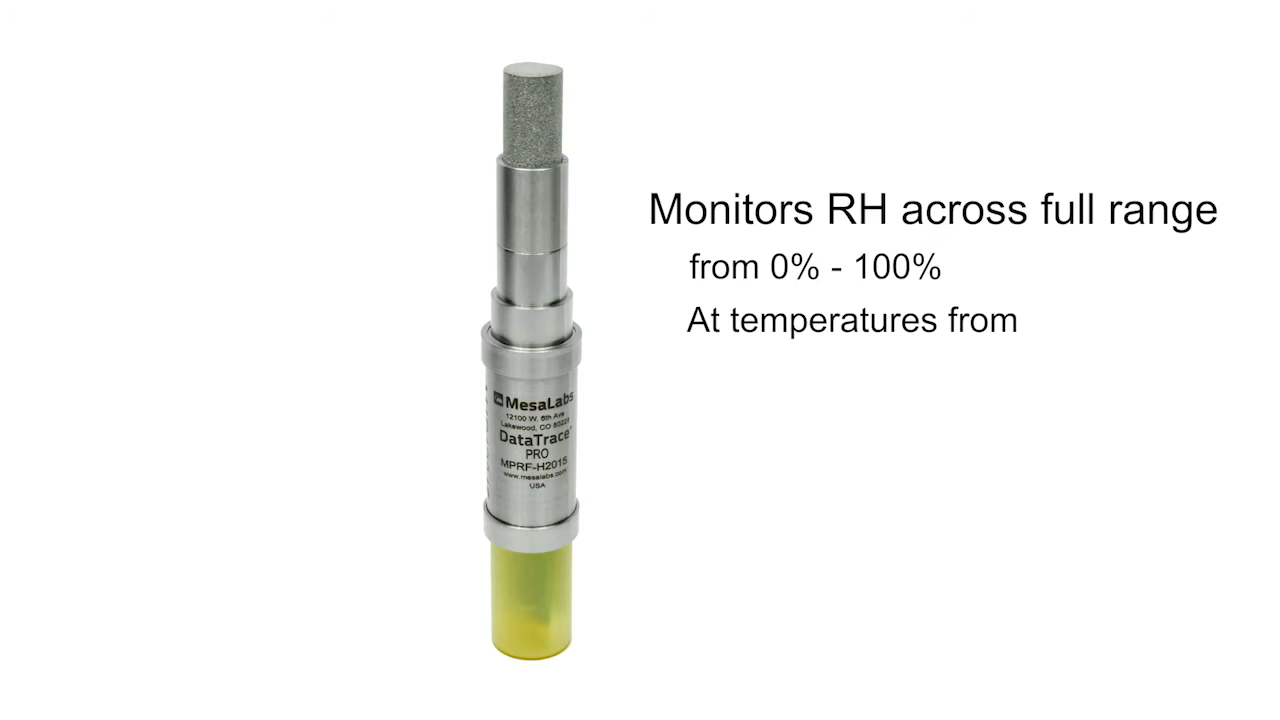 Monitors RH across full range
from 0% - 100%
At temperatures from
MesaLabs
12100 W. 6th Ave
Lakewood, CO 80228
DataTrace
PRO
MPRF-H2015
www.mesalabs.com
USA